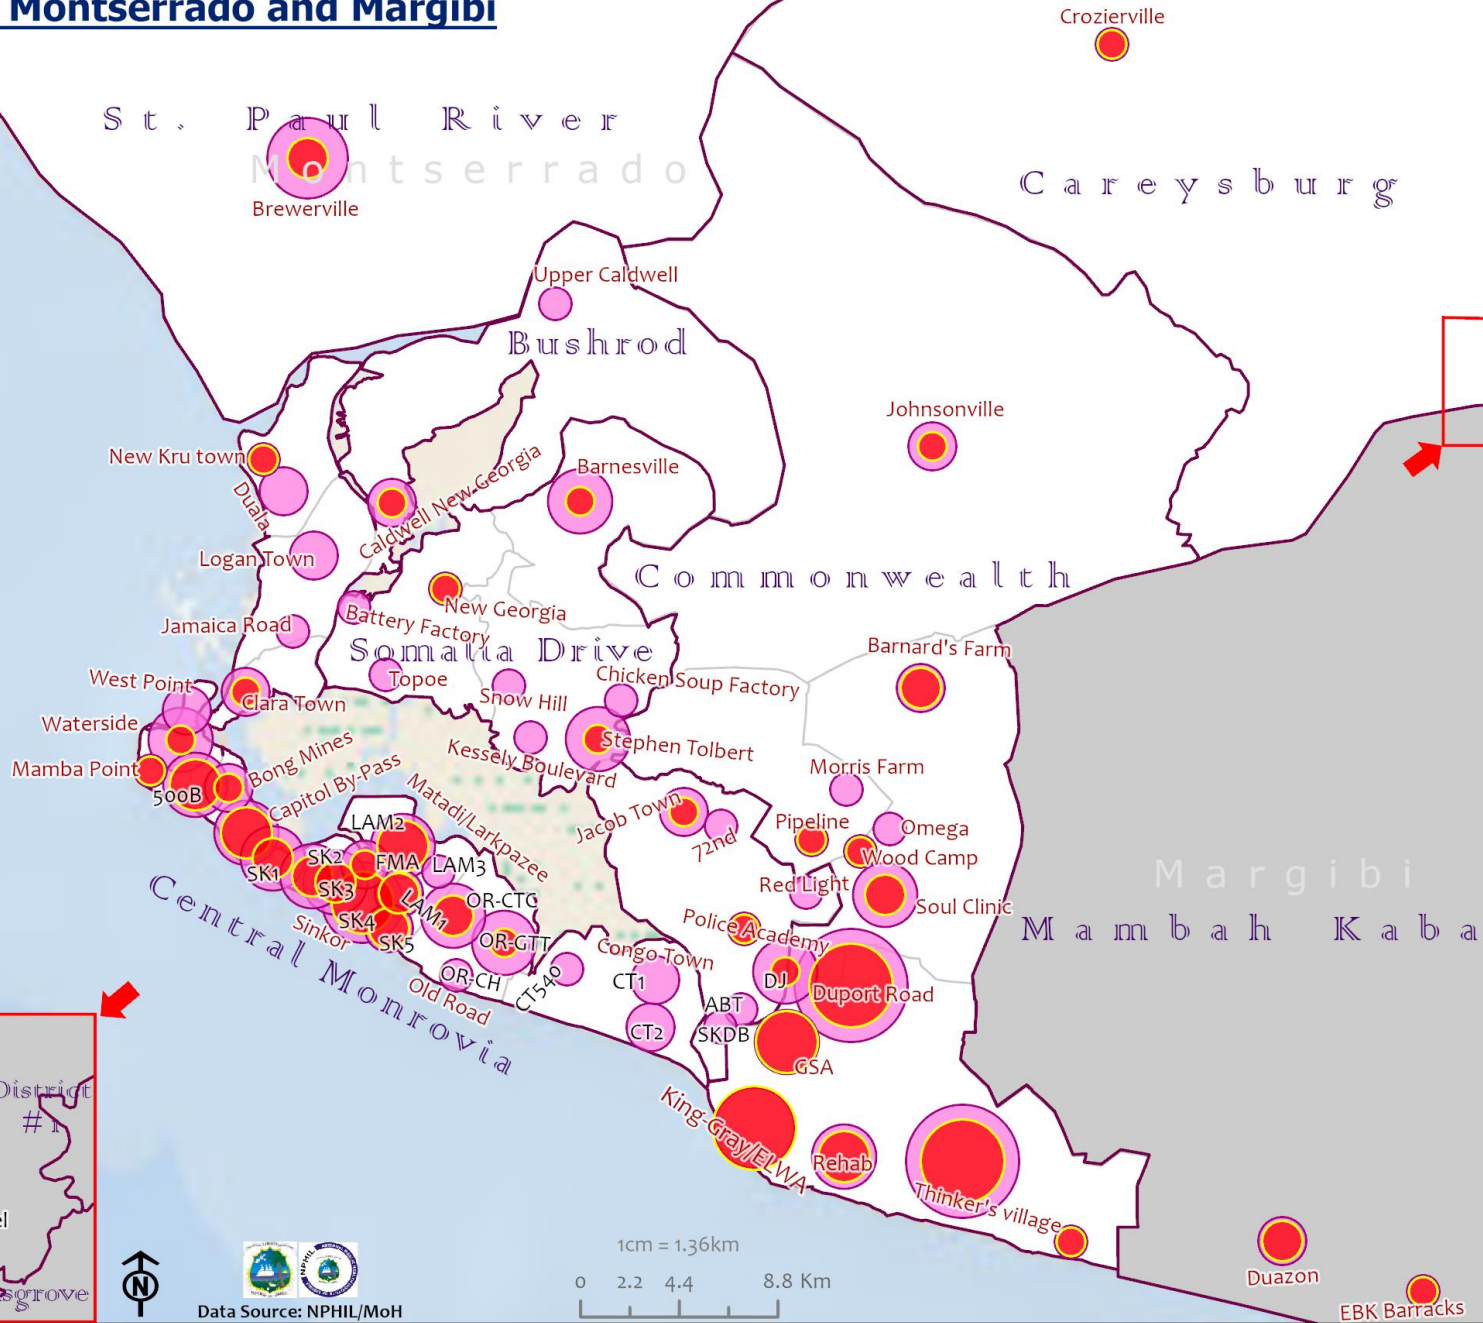 Montserrado and Margibi
Crozierville
St. Paul River
Montserrado
Brewerville
Careysburg
Upper Caldwell
Bushrod
Johnsonville
New Kru town
Barnesville
Duala
Caldwell New Georgia
Logan Town
Commonwealth
New Georgia
Battery Factory
Jamaica Road
Somalia Drive
Barnard's Farm
West Point
Topoe
Chicken Soup Factory
Snow Hill
Clara Town
Waterside
Stephen Tolbert
Kessely Boulevard
Mamba Point
Bong Mines
Morris Farm
500B
Capitol By-Pass
Matadi/Larkpazee
Jacob Town
72nd
Pipeline
Omega
LAM2
Wood Camp
SK2
FMA
LAM3
SK1
SK3
Red Light
Margibi
LAM1
OR-CTC
Soul Clinic
SK4
Sinkor
SK5
OR-GTT
Police Academy
Mambah Kaba
Central Monrovia
Congo Town
OR-CH
CT540
CT1
DJ
Duport Road
Old Road
ABT
CT2
SKDB
GSA
King-Gray/ELWA
Rehab
District
#1
Thinker's village
el
sgrove
1cm = 1.36km
0 2.2 4.4 8.8 Km
N
NPHIL
Data Source: NPHIL/MoH
Duazon
EBK Barracks